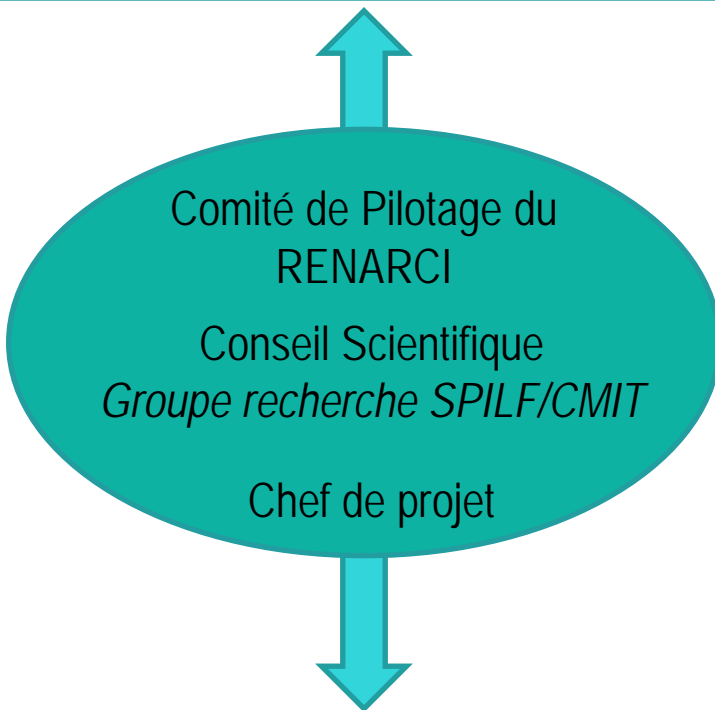 Comité de Pilotage du
RENARCI
Conseil Scientifique
Groupe recherche SPILF/CMIT
Chef de projet